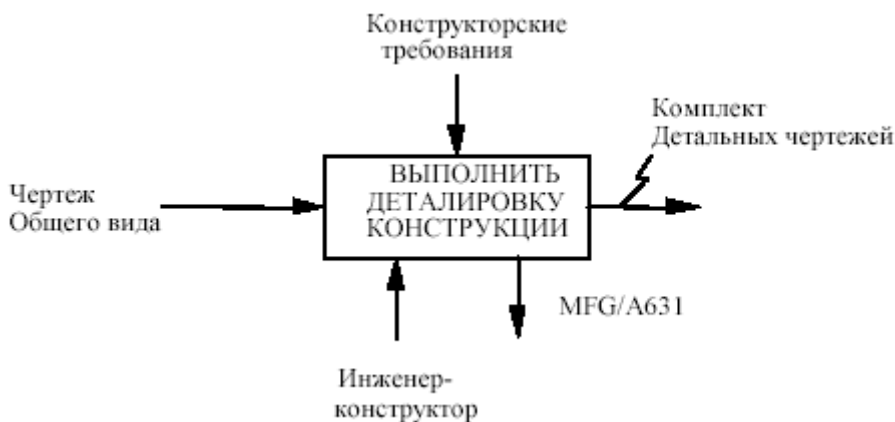 Конструкторские
требования
Комплект
Детальных чертежей
ВЫПОЛНИТЬ
ДЕТАЛИРОВКУ
КОНСТРУКЦИИ
Чертеж
Общего вида
MFG/A631
Инженер-
конструктор